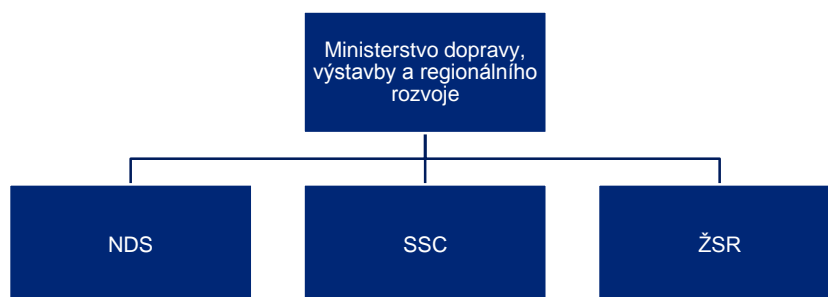 Ministerstvo dopravy,
výstavby a regionálního
rozvoje
NDS
SSC
ŽSR